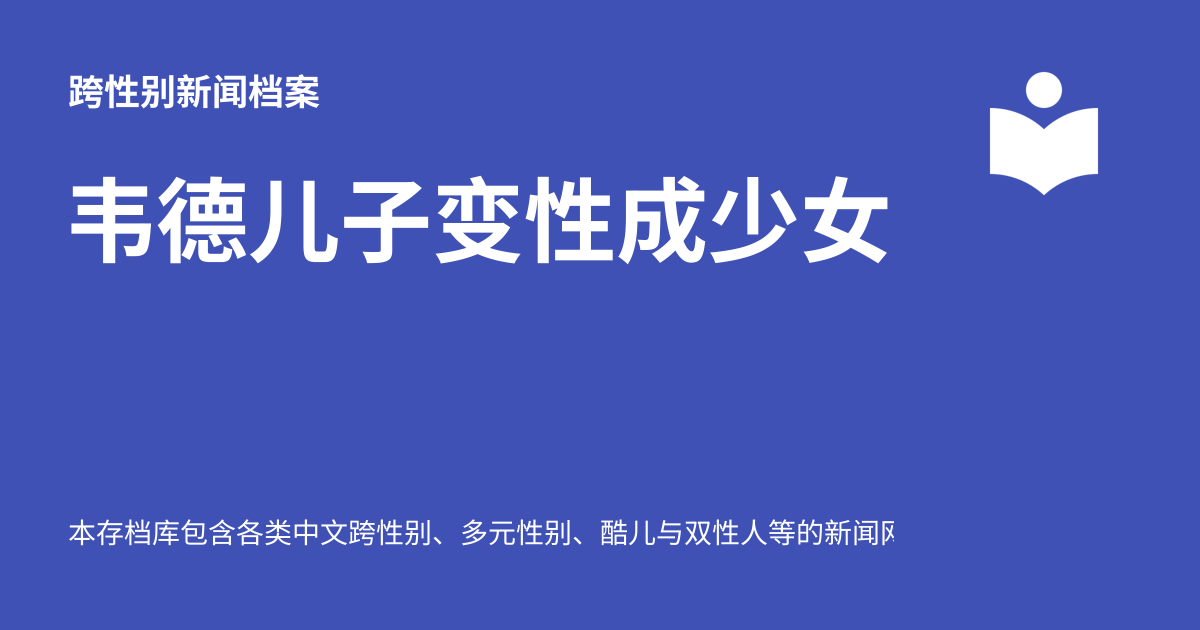 跨性别新闻档案
韦德儿子变性成少女
本存档库包含各类中文跨性别、多元性别、酷儿与双性人等的新闻